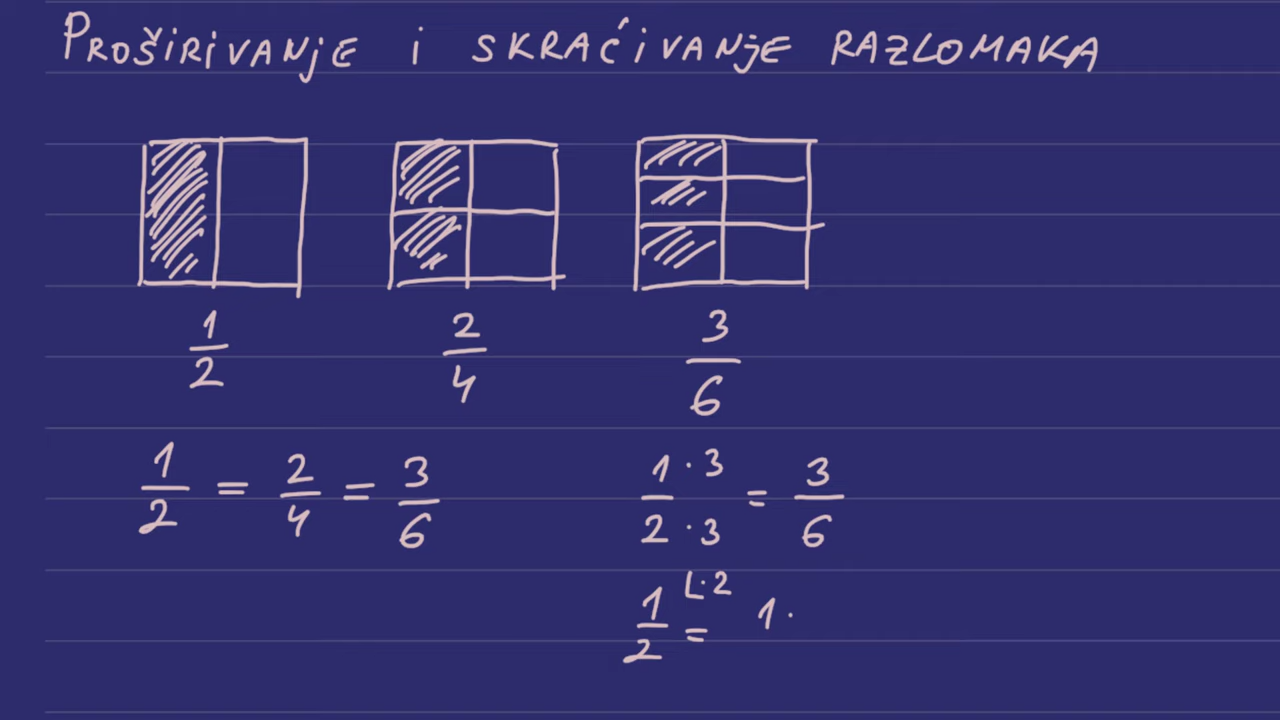 PROŠIRIVANjE i SKRAĆIVANjE RAZLOMAKA
1/2 2/4 3/6
1/2 = 2/4 = 3/6
1 · 3 / 2 · 3 = 3/6
1/2 L·2 = 1 ·